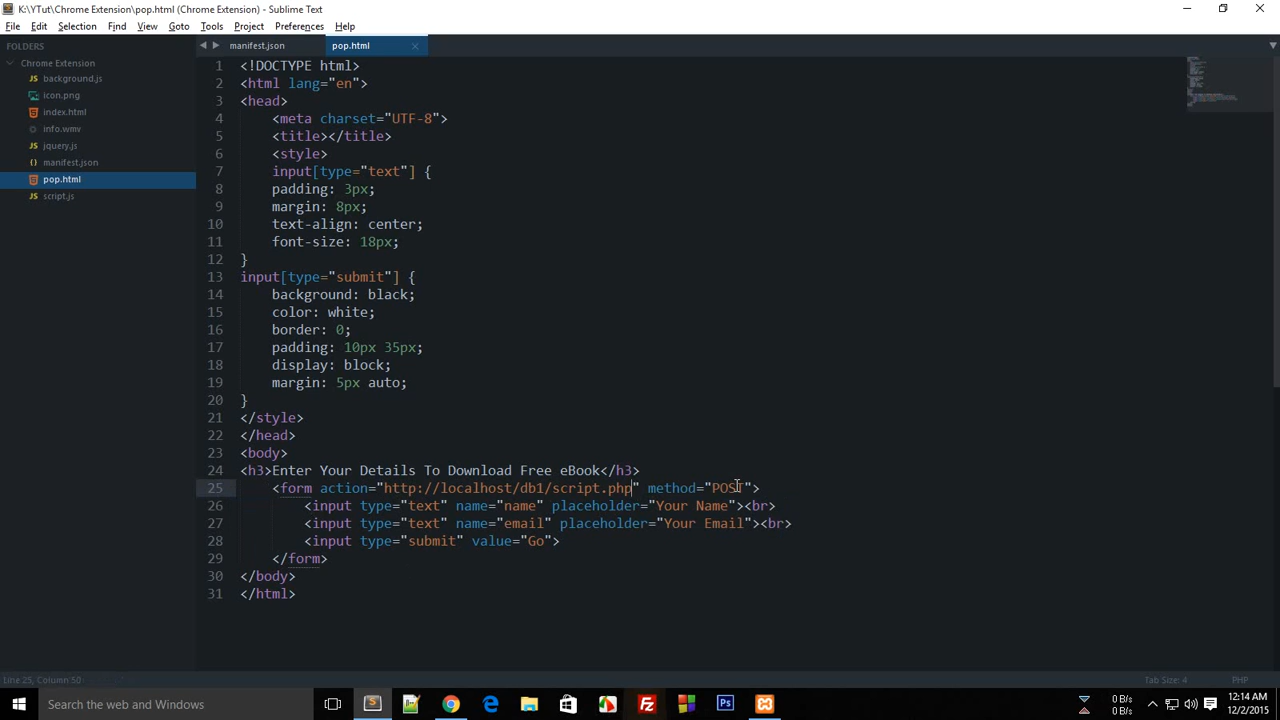 K:\YTut\Chrome Extension\pop.html (Chrome Extension) - Sublime Text
File Edit Selection Find View Goto Tools Project Preferences Help
FOLDERS
Chrome Extension
background.js
icon.png
index.html
info.wmv
jquery.js
manifest.json
pop.html
script.js
manifest.json pop.html
1 <!DOCTYPE html>
2 <html lang="en">
3 <head>
4 <meta charset="UTF-8">
5 <title></title>
6 <style>
7 input[type="text"] {
8 padding: 3px;
9 margin: 8px;
10 text-align: center;
11 font-size: 18px;
12 }
13 input[type="submit"] {
14 background: black;
15 color: white;
16 border: 0;
17 padding: 10px 35px;
18 display: block;
19 margin: 5px auto;
20 }
21 </style>
22 </head>
23 <body>
24 <h3>Enter Your Details To Download Free eBook</h3>
25 <form action="http://localhost/db1/script.php" method="POST">
26 <input type="text" name="name" placeholder="Your Name"><br>
27 <input type="text" name="email" placeholder="Your Email"><br>
28 <input type="submit" value="Go">
29 </form>
30 </body>
31 </html>
Line 25, Column 50 Tab Size: 4 PHP
Search the web and Windows
0 B/s
0 B/s
12:14 AM
12/2/2015